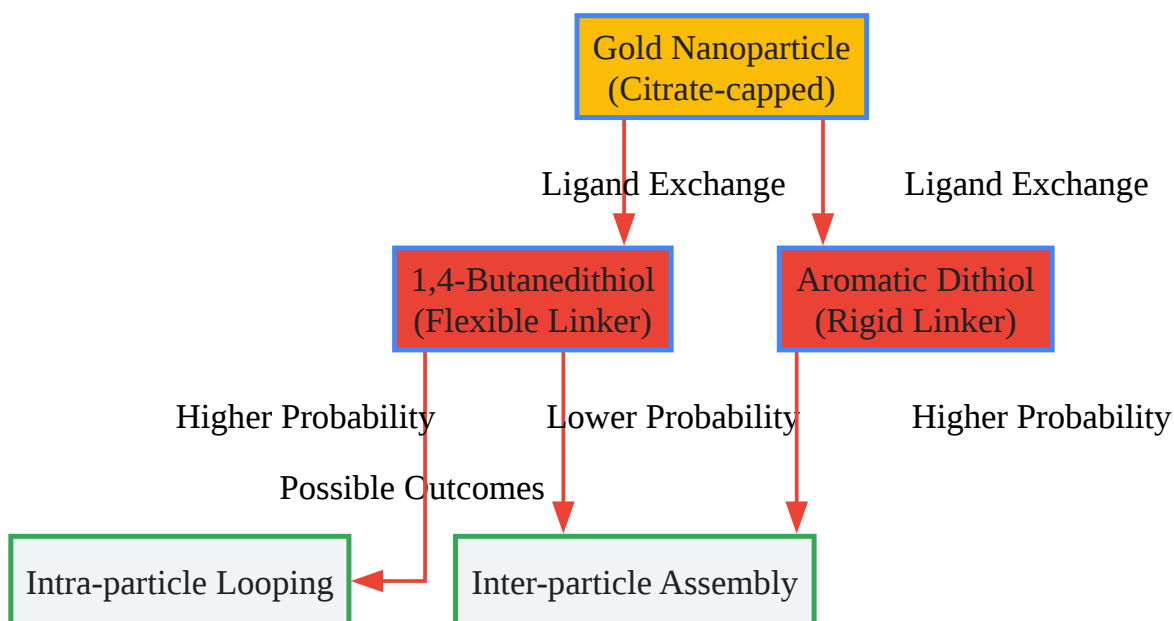 Gold Nanoparticle
(Citrate-capped)
Ligand Exchange
Ligand Exchange
1,4-Butanedithiol
(Flexible Linker)
Aromatic Dithiol
(Rigid Linker)
Higher Probability
Lower Probability
Higher Probability
Possible Outcomes
Intra-particle Looping
Inter-particle Assembly